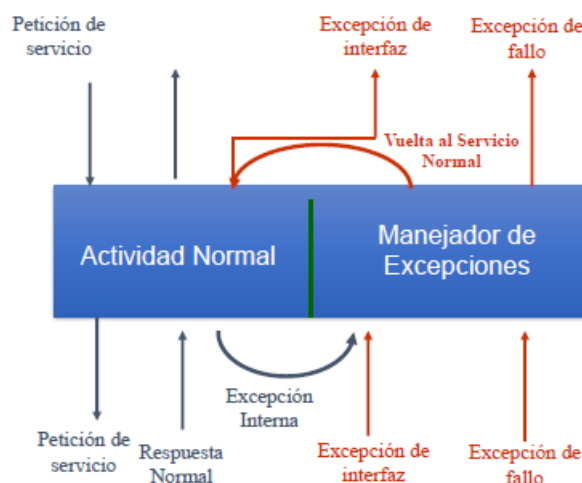 Petición de
servicio
Excepción de
interfaz
Excepción de
fallo
Vuelta al Servicio
Normal
Actividad Normal
Manejador de
Excepciones
Excepción
Interna
Petición de
servicio
Respuesta
Normal
Excepción de
interfaz
Excepción de
fallo